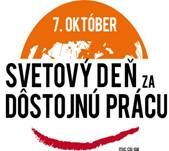 7. OKTÓBER
SVETOVÝ DEŇ ZA
DÔSTOJNÚ PRÁCU